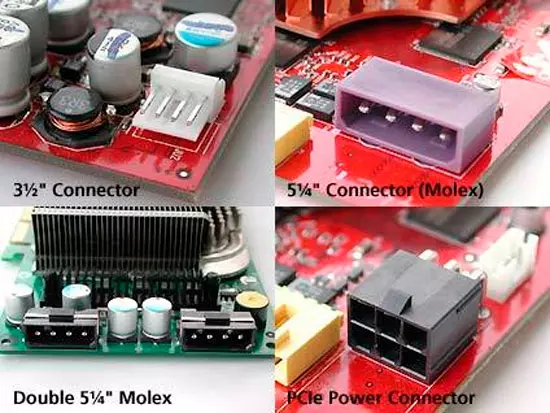 3½" Connector
5¼" Connector (Molex)
Double 5¼" Molex
PCIe Power Connector